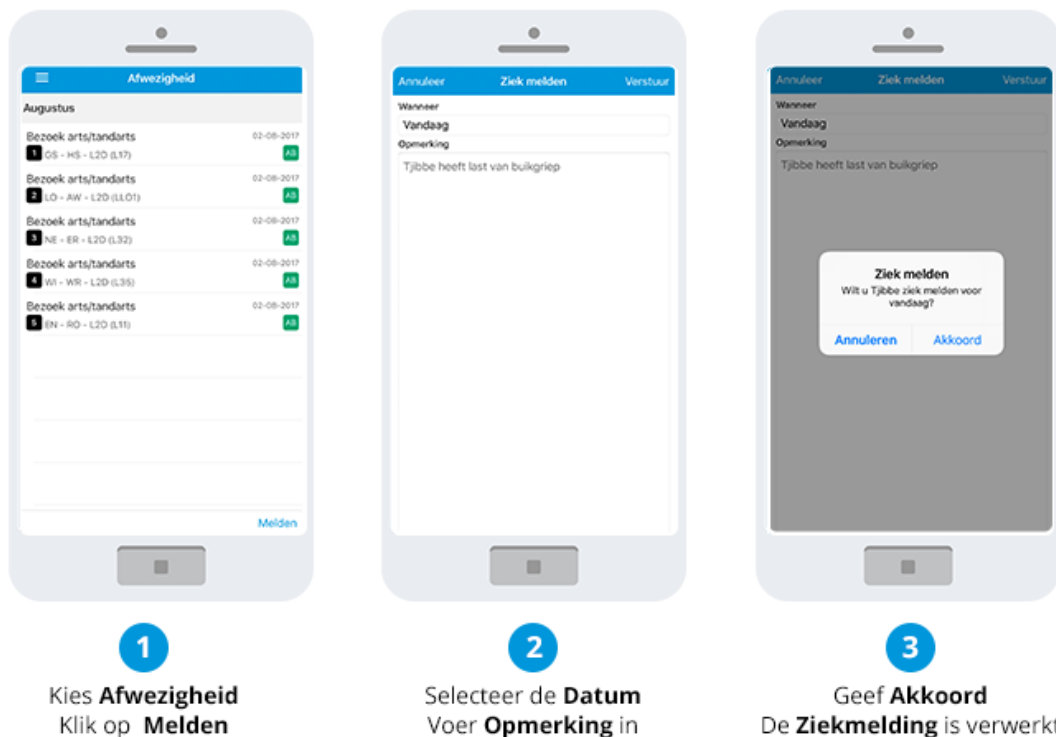 Afwezigheid
Augustus
Bezoek arts/tandarts 02-08-2017
1 GS - HS - L2D (L17) AB
Bezoek arts/tandarts 02-08-2017
2 LO - AW - L2D (LLO1) AB
Bezoek arts/tandarts 02-08-2017
3 NE - ER - L2D (L32) AB
Bezoek arts/tandarts 02-08-2017
4 WI - WR - L2D (L35) AB
Bezoek arts/tandarts 02-08-2017
5 EN - RO - L2D (L11) AB
Melden
1
Kies Afwezigheid
Klik op Melden
Annuleer Ziek melden Verstuur
Wanneer
Vandaag
Opmerking
Tjibbe heeft last van buikgriep
2
Selecteer de Datum
Voer Opmerking in
Annuleer Ziek melden Verstuur
Wanneer
Vandaag
Opmerking
Tjibbe heeft last van buikgriep
Ziek melden
Wilt u Tjibbe ziek melden voor
vandaag?
Annuleren Akkoord
3
Geef Akkoord
De Ziekmelding is verwerkt